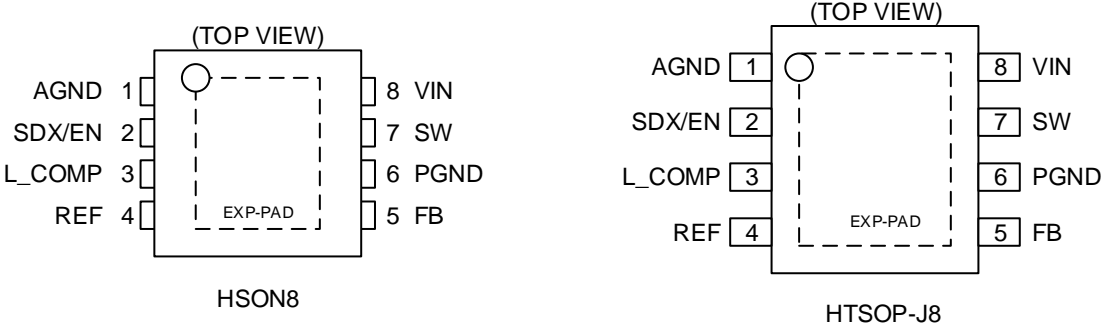 (TOP VIEW)
AGND 1 8 VIN
SDX/EN 2 7 SW
L_COMP 3 6 PGND
REF 4 EXP-PAD 5 FB
HSON8
(TOP VIEW)
AGND 1 8 VIN
SDX/EN 2 7 SW
L_COMP 3 6 PGND
REF 4 EXP-PAD 5 FB
HTSOP-J8